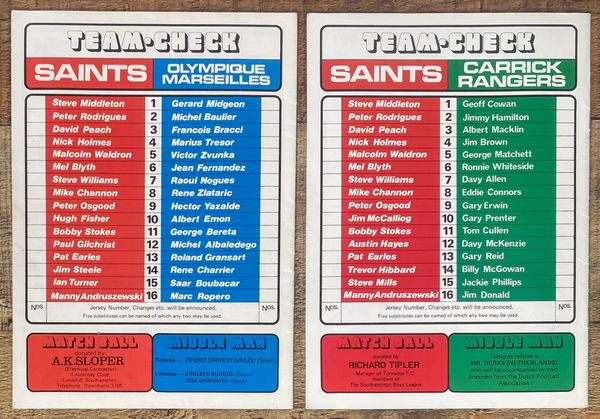 TEAM·CHECK
SAINTS OLYMPIQUE MARSEILLES
Steve Middleton 1 Gerard Midgeon
Peter Rodrigues 2 Michel Baulier
David Peach 3 Francois Bracci
Nick Holmes 4 Marius Tresor
Malcolm Waldron 5 Victor Zvunka
Mel Blyth 6 Jean Fernandez
Steve Williams 7 Raoul Nogues
Mike Channon 8 Rene Zlataric
Peter Osgood 9 Hector Yazalde
Hugh Fisher 10 Albert Emon
Bobby Stokes 11 George Bereta
Paul Gilchrist 12 Michel Albaledego
Pat Earles 13 Roland Gransart
Jim Steele 14 Rene Charrier
Ian Turner 15 Saar Boubacar
Manny Andruszewski 16 Marc Ropero
Nos. Jersey Number, Changes etc. will be announced. Nos.
Five substitutes can be named of which any two may be used.
MATCH BALL
donated by:
A.K.SLOPER
(Electrical Contractor)
5 Alderney Close,
Lordshill, Southampton.
Telephone: Rownhams 3785.
MIDDLE MAN
Referee – PEDRO URRESTARAZU (Spain)
Linesmen – ERNESTO BURGOS (Spain)
JOSE OKRANTIA (Spain)
TEAM·CHECK
SAINTS CARRICK RANGERS
Steve Middleton 1 Geoff Cowan
Peter Rodrigues 2 Jimmy Hamilton
David Peach 3 Albert Macklin
Nick Holmes 4 Jim Brown
Malcolm Waldron 5 George Matchett
Mel Blyth 6 Ronnie Whiteside
Steve Williams 7 Davy Allen
Mike Channon 8 Eddie Connors
Peter Osgood 9 Gary Erwin
Jim McCalliog 10 Gary Prenter
Bobby Stokes 11 Tom Cullen
Austin Hayes 12 Davy McKenzie
Pat Earles 13 Gary Reid
Trevor Hibbard 14 Billy McGowan
Steve Mills 15 Jackie Phillips
Manny Andruszewski 16 Jim Donald
Nos. Jersey Number, Changes etc. will be announced. Nos.
Five substitutes can be named of which any two may be used.
MATCH BALL
donated by
RICHARD TIPLER
Manager of Tornados F.C.
members of
The Southampton Boys League
MIDDLE MAN
Tonights referee is
MR. DERKS (NETHERLANDS)
who will be accompanied by two
linesmen from the Dutch Football
Association